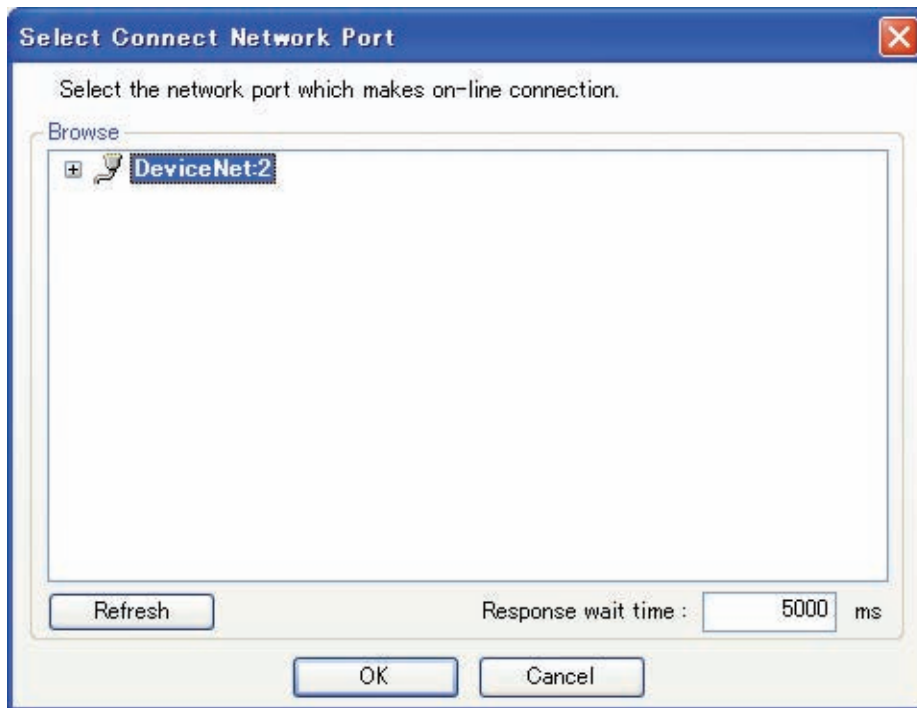 Select Connect Network Port
Select the network port which makes on-line connection.
Browse
DeviceNet:2
Refresh
Response wait time : 5000 ms
OK
Cancel